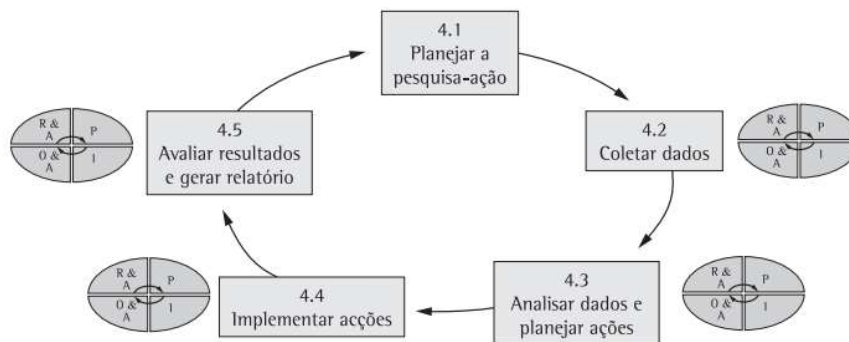 4.1
Planejar a
pesquisa-ação
4.2
Coletar dados
R &
A
P
O &
A
I
4.3
Analisar dados e
planejar ações
R &
A
P
O &
A
I
4.4
Implementar acções
R &
A
P
O &
A
I
4.5
Avaliar resultados
e gerar relatório
R &
A
P
O &
A
I